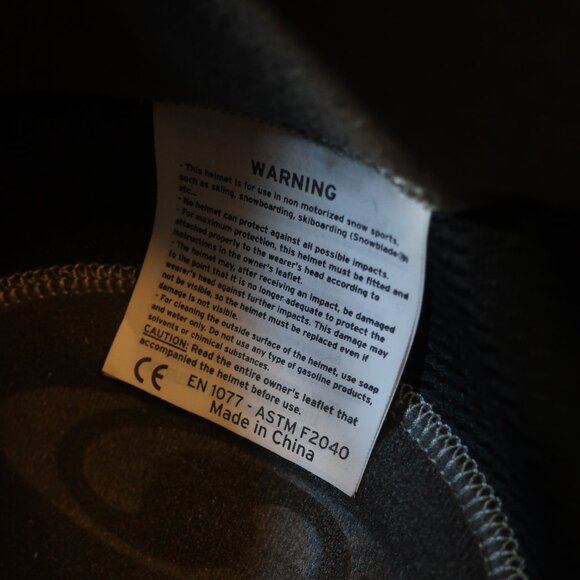 WARNING
- This helmet is for use in non motorized snow sports,
such as skiing, snowboarding, skiboarding (Snowblade®)
etc...
- No helmet can protect against all possible impacts.
- For maximum protection, this helmet must be fitted and
attached properly to the wearer's head according to
instructions in the owner's leaflet.
- The helmet may, after receiving an impact, be damaged
to the point that it is no longer adequate to protect the
wearer's head against further impacts. This damage may
not be visible, so the helmet must be replaced even if
damage is not visible.
- For cleaning the outside surface of the helmet, use soap
and water only. Do not use any type of gasoline products,
solvents or chimical substances.
CAUTION: Read the entire owner's leaflet that
accompanied the helmet before use.
CE EN 1077 - ASTM F2040
Made in China